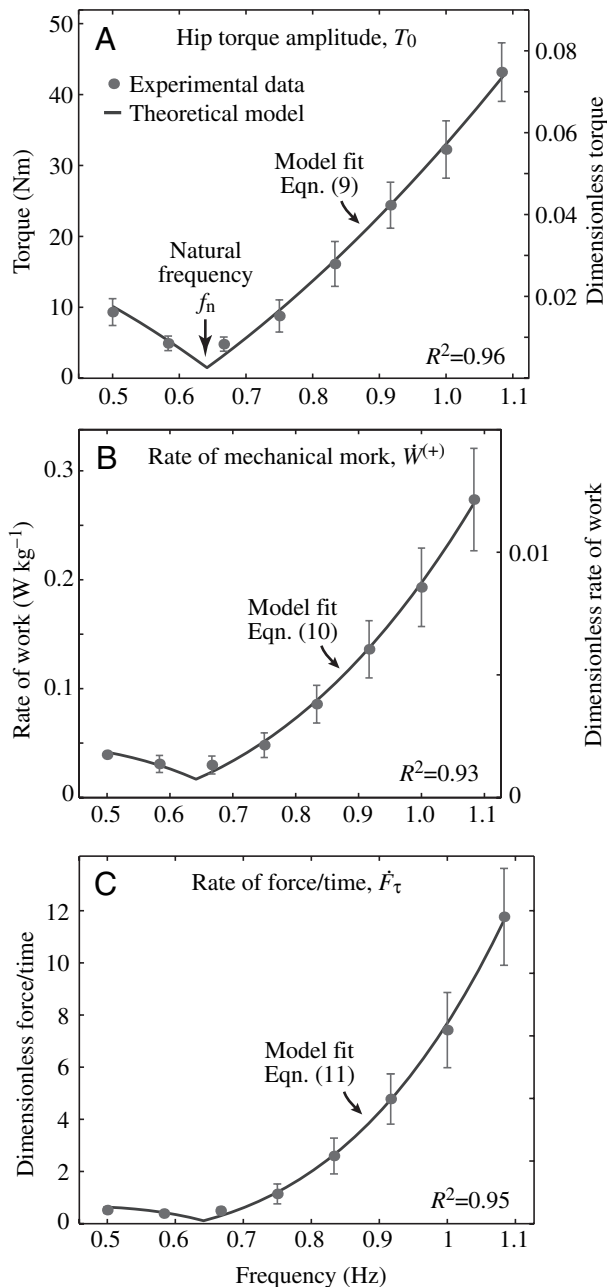 A
Hip torque amplitude, T0
Experimental data
Theoretical model
Model fit
Eqn. (9)
Natural
frequency
fn
R2=0.96
Torque (Nm)
50
40
30
20
10
0
Dimensionless torque
0.08
0.06
0.04
0.02
0.5 0.6 0.7 0.8 0.9 1.0 1.1
B
Rate of mechanical mork, Ẇ(+)
Model fit
Eqn. (10)
R2=0.93
Rate of work (W kg−1)
0.3
0.2
0.1
0
Dimensionless rate of work
0.01
0
0.5 0.6 0.7 0.8 0.9 1.0 1.1
C
Rate of force/time, Ḟτ
Model fit
Eqn. (11)
R2=0.95
Dimensionless force/time
12
10
8
6
4
2
0
0.5 0.6 0.7 0.8 0.9 1 1.1
Frequency (Hz)